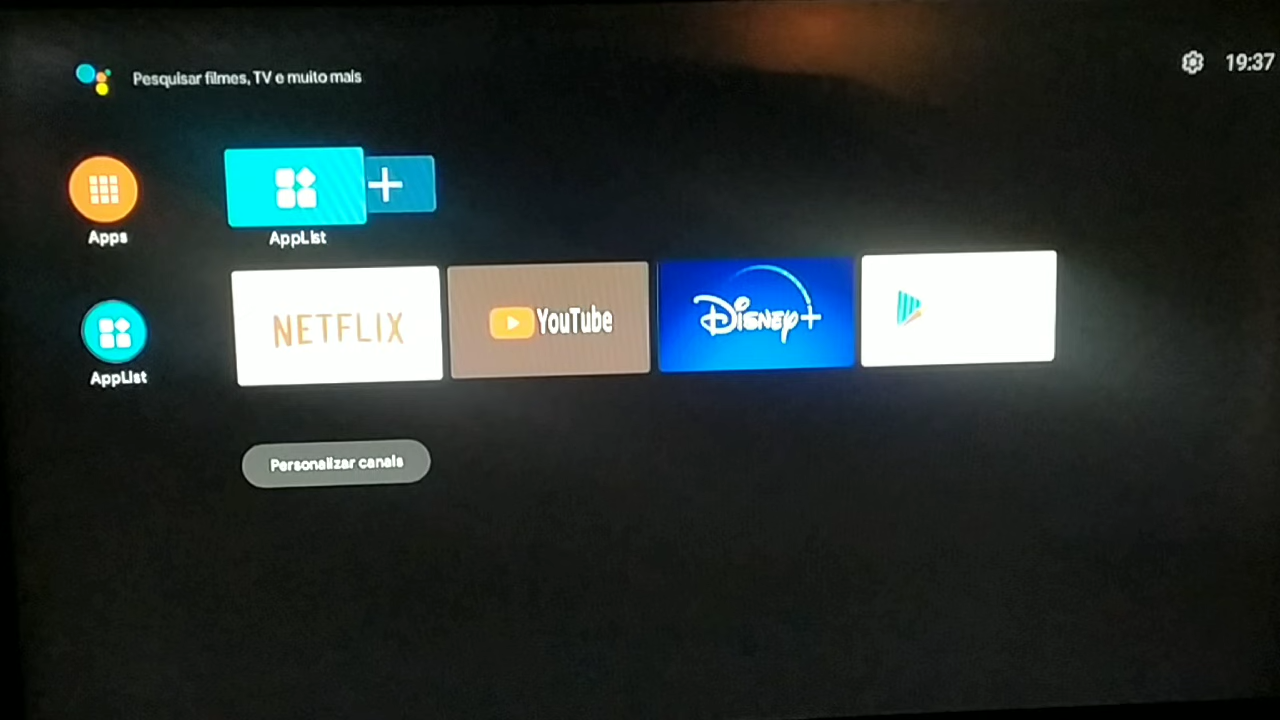 Pesquisar filmes, TV e muito mais
19:37
Apps
AppList
AppList
NETFLIX
YouTube
Disney+
Personalizar canais